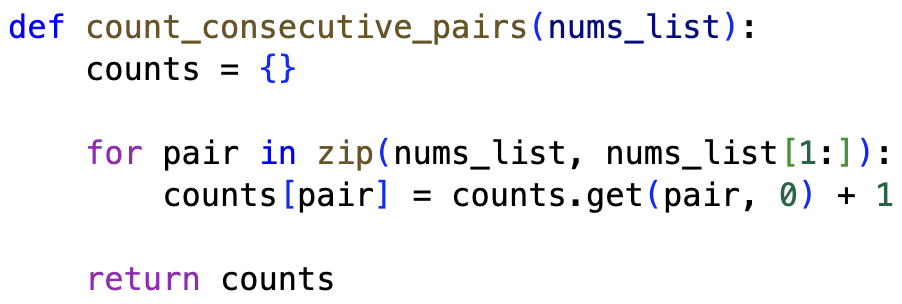 def count_consecutive_pairs(nums_list):
    counts = {}

    for pair in zip(nums_list, nums_list[1:]):
        counts[pair] = counts.get(pair, 0) + 1

    return counts